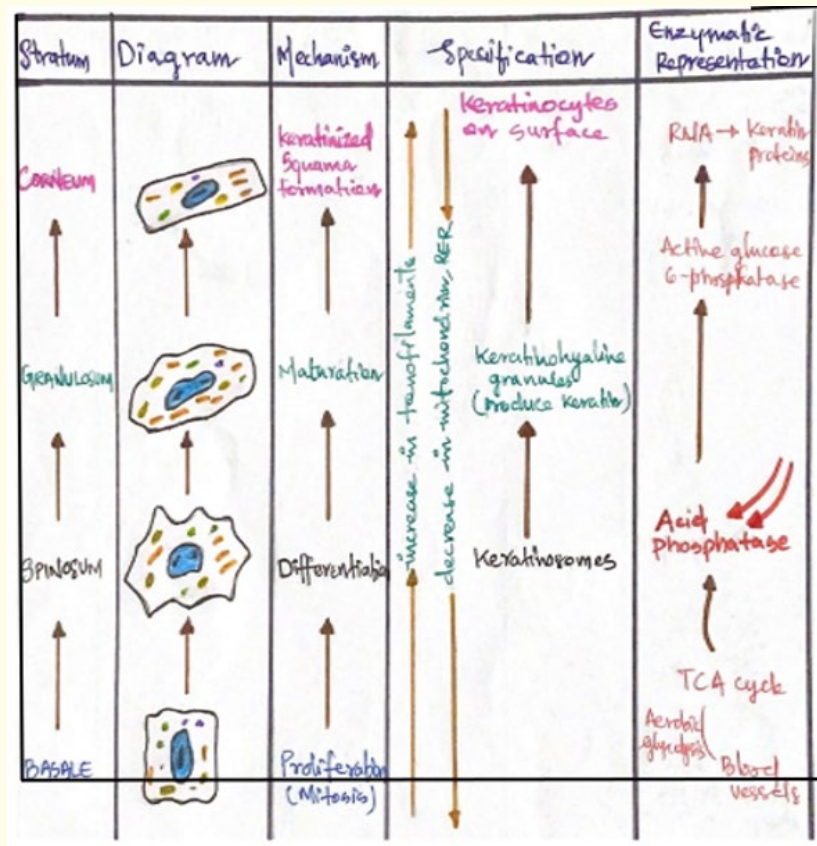 Stratum
Diagram
Mechanism
Specification
Enzymatic
Representation
CORNEUM
Keratinized
Squama
formation
Keratinocytes
on surface
RNA → Keratin
proteins
Active glucose
6-phosphatase
increase in tonofilaments
decrease in mitochondria, RER
GRANULOSUM
Maturation
Keratinohyaline
granules
(produce keratin)
SPINOSUM
Differentiation
Keratinosomes
Acid
phosphatase
TCA cycle
Aerobic
glycolysis
Blood
vessels
BASALE
Proliferation
(Mitosis)